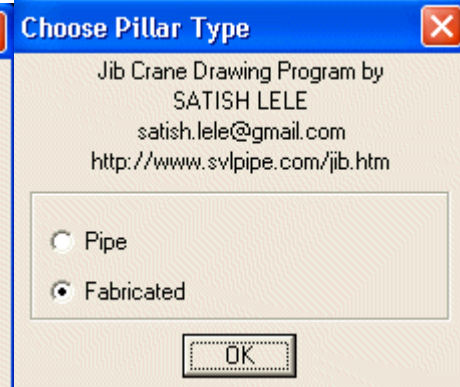 Choose Pillar Type
Jib Crane Drawing Program by
SATISH LELE
satish.lele@gmail.com
http://www.svlpipe.com/jib.htm
Pipe
Fabricated
OK